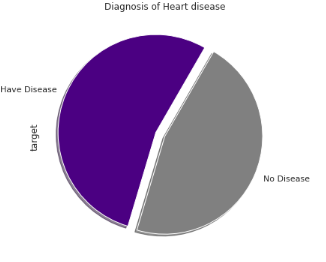 Diagnosis of Heart disease
Have Disease
target
No Disease